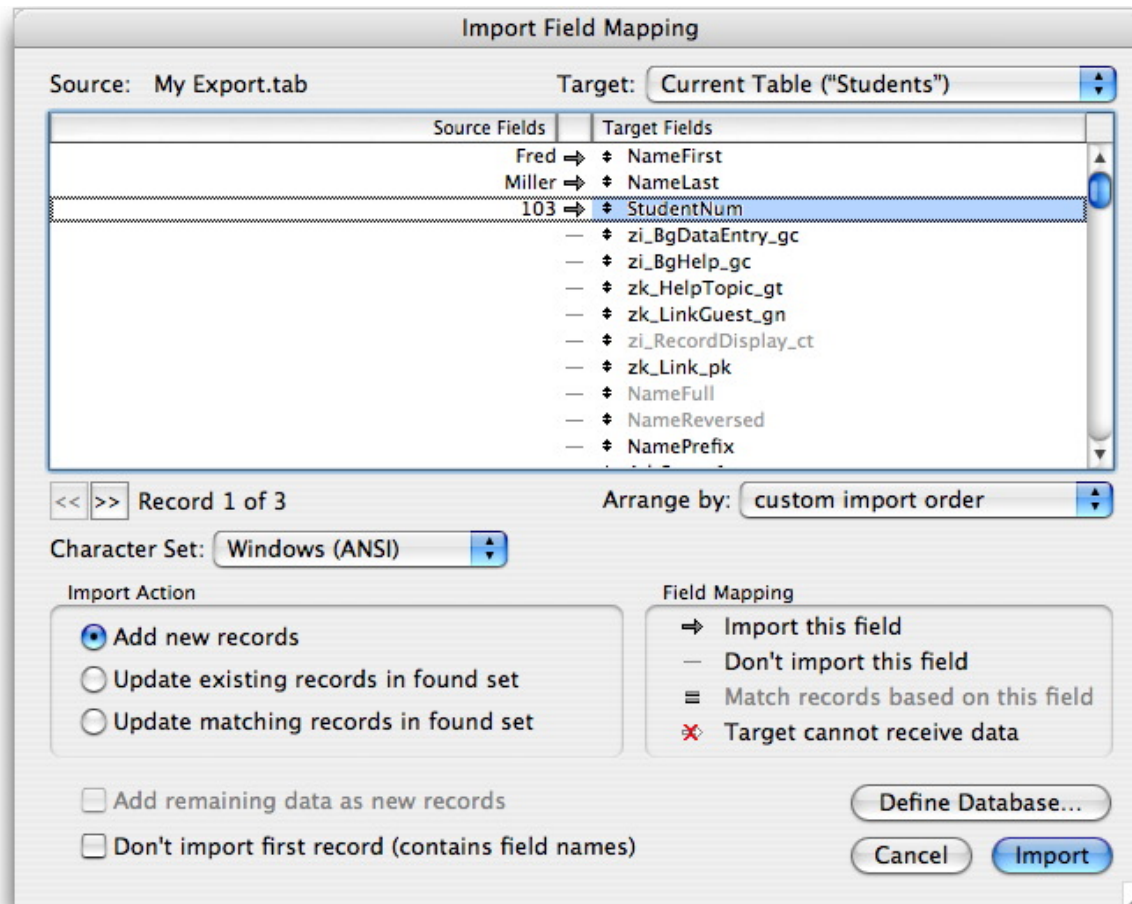 Import Field Mapping
Source: My Export.tab Target: Current Table (“Students”)
Source Fields Target Fields
Fred NameFirst
Miller NameLast
103 StudentNum
zi_BgDataEntry_gc
zi_BgHelp_gc
zk_HelpTopic_gt
zk_LinkGuest_gn
zi_RecordDisplay_ct
zk_Link_pk
NameFull
NameReversed
NamePrefix
<< >> Record 1 of 3 Arrange by: custom import order
Character Set: Windows (ANSI)
Import Action
Add new records
Update existing records in found set
Update matching records in found set
Field Mapping
Import this field
Don't import this field
Match records based on this field
Target cannot receive data
Add remaining data as new records
Don't import first record (contains field names)
Define Database...
Cancel Import